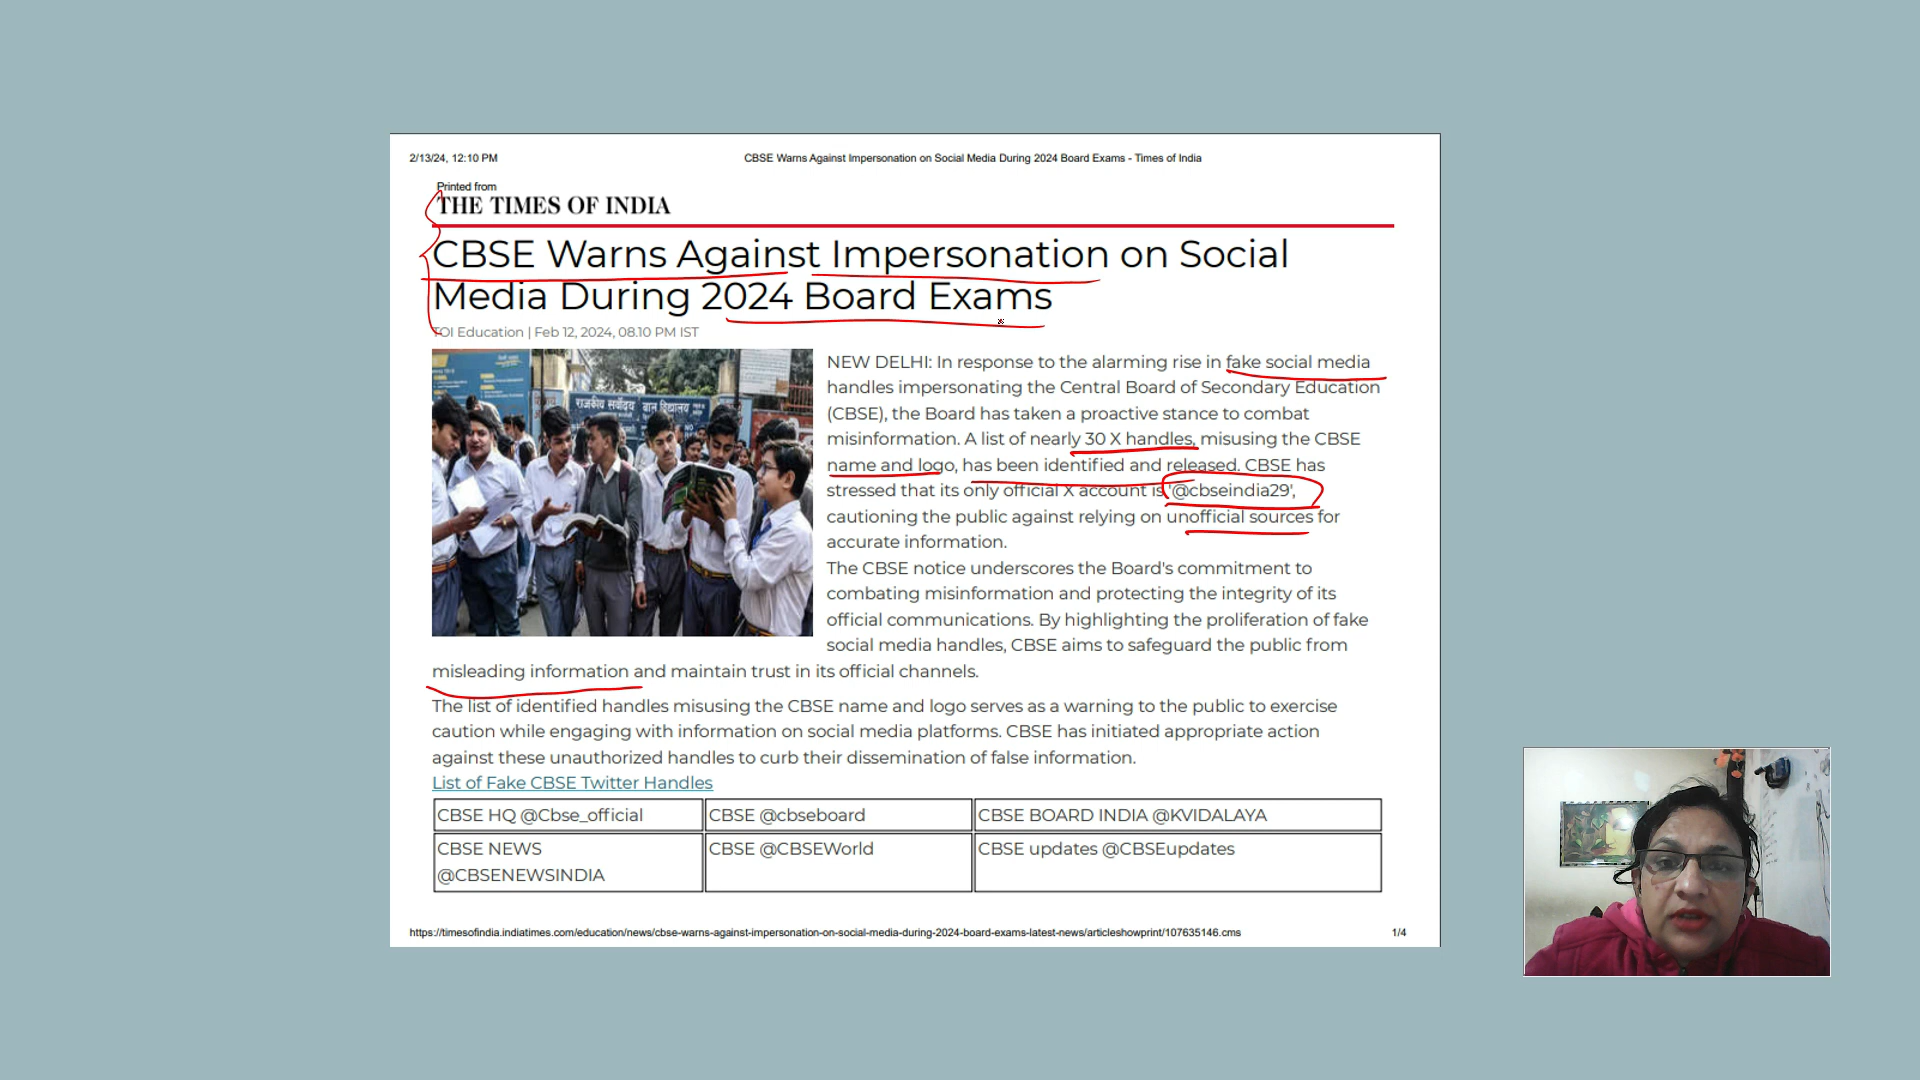 2/13/24, 12:10 PM
CBSE Warns Against Impersonation on Social Media During 2024 Board Exams - Times of India
Printed from
THE TIMES OF INDIA
CBSE Warns Against Impersonation on Social
Media During 2024 Board Exams
TOI Education | Feb 12, 2024, 08.10 PM IST
राजकीय सर्वोदय बाल विद्यालय
NEW DELHI: In response to the alarming rise in fake social media
handles impersonating the Central Board of Secondary Education
(CBSE), the Board has taken a proactive stance to combat
misinformation. A list of nearly 30 X handles, misusing the CBSE
name and logo, has been identified and released. CBSE has
stressed that its only official X account is '@cbseindia29',
cautioning the public against relying on unofficial sources for
accurate information.
The CBSE notice underscores the Board's commitment to
combating misinformation and protecting the integrity of its
official communications. By highlighting the proliferation of fake
social media handles, CBSE aims to safeguard the public from
misleading information and maintain trust in its official channels.
The list of identified handles misusing the CBSE name and logo serves as a warning to the public to exercise
caution while engaging with information on social media platforms. CBSE has initiated appropriate action
against these unauthorized handles to curb their dissemination of false information.
List of Fake CBSE Twitter Handles
CBSE HQ @Cbse_official
CBSE @cbseboard
CBSE BOARD INDIA @KVIDALAYA
CBSE NEWS
@CBSENEWSINDIA
CBSE @CBSEWorld
CBSE updates @CBSEupdates
https://timesofindia.indiatimes.com/education/news/cbse-warns-against-impersonation-on-social-media-during-2024-board-exams-latest-news/articleshowprint/107635146.cms
1/4